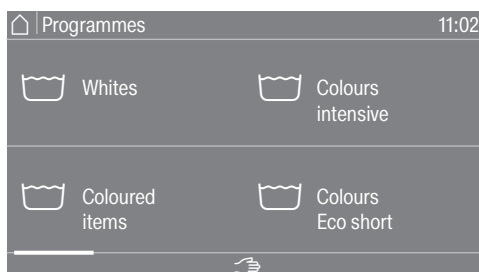 Programmes 11:02
Whites
Colours
intensive
Coloured
items
Colours
Eco short